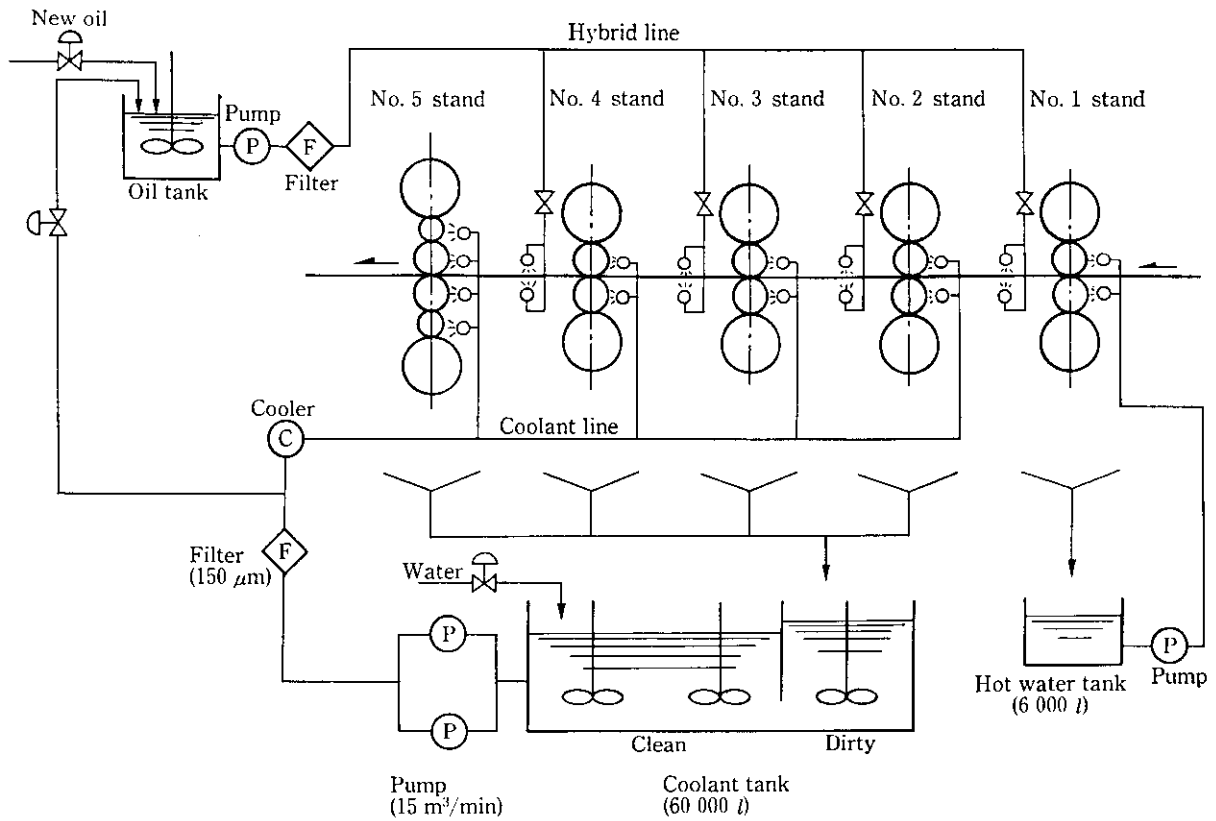 New oil
Hybrid line
No. 5 stand
No. 4 stand
No. 3 stand
No. 2 stand
No. 1 stand
Pump
P
F
Oil tank
Filter
Cooler
C
Coolant line
Filter
(150 μm)
F
Water
P
P
P
Clean
Dirty
Hot water tank
(6 000 l)
Pump
Pump
(15 m³/min)
Coolant tank
(60 000 l)